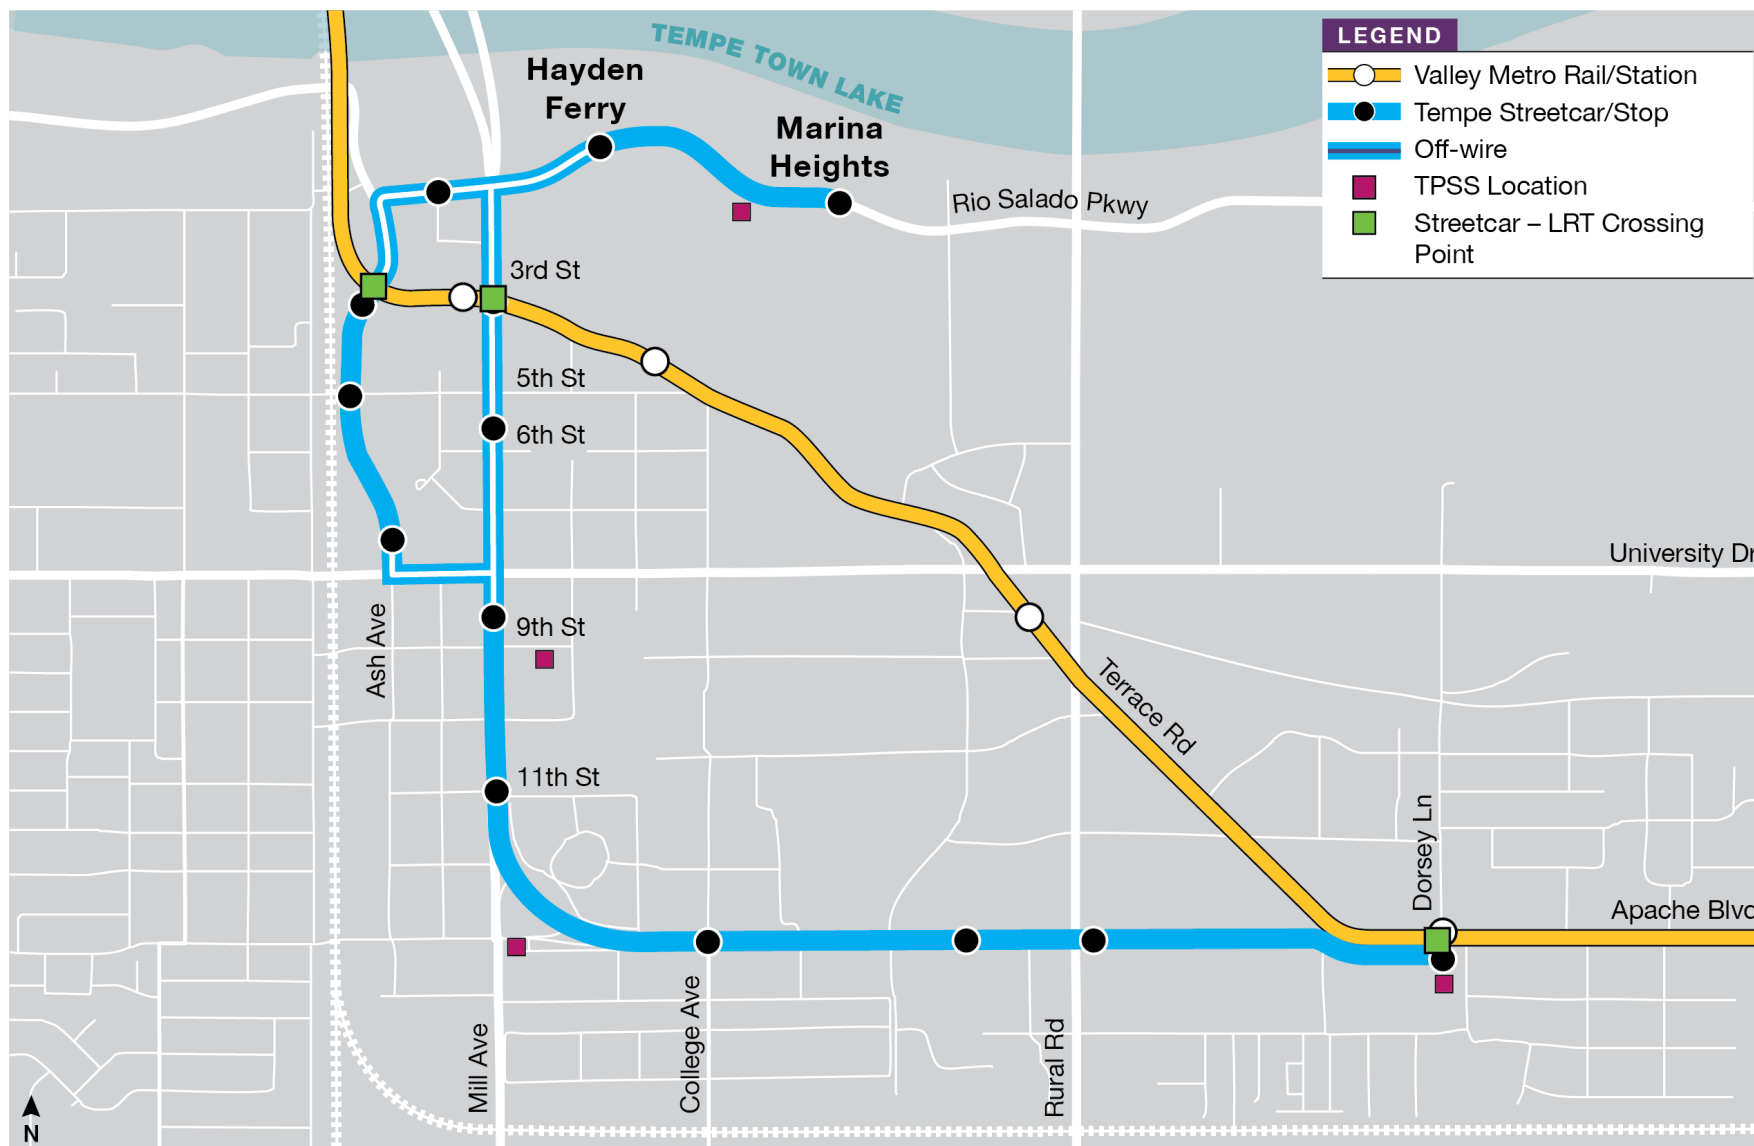 TEMPE TOWN LAKE
LEGEND
Valley Metro Rail/Station
Tempe Streetcar/Stop
Off-wire
TPSS Location
Streetcar – LRT Crossing
Point
Hayden
Ferry
Marina
Heights
Rio Salado Pkwy
3rd St
5th St
6th St
University Dr
9th St
Ash Ave
Terrace Rd
11th St
Dorsey Ln
Apache Blvd
College Ave
Mill Ave
Rural Rd
N